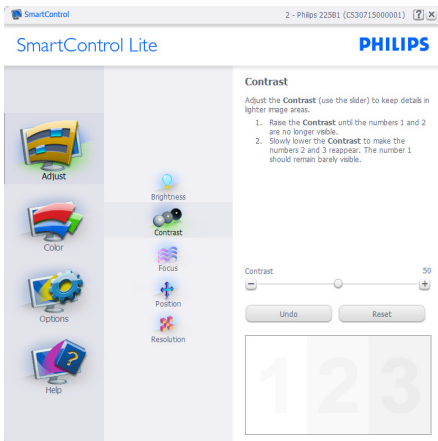 SmartControl
2 - Philips 225B1 (CS30715000001)
SmartControl Lite
PHILIPS
Adjust
Color
Options
Help
Brightness
Contrast
Focus
Position
Resolution
Contrast
Adjust the Contrast (use the slider) to keep details in
lighter image areas.
1. Raise the Contrast until the numbers 1 and 2
are no longer visible.
2. Slowly lower the Contrast to make the
numbers 2 and 3 reappear. The number 1
should remain barely visible.
Contrast 50
Undo Reset
1 2 3